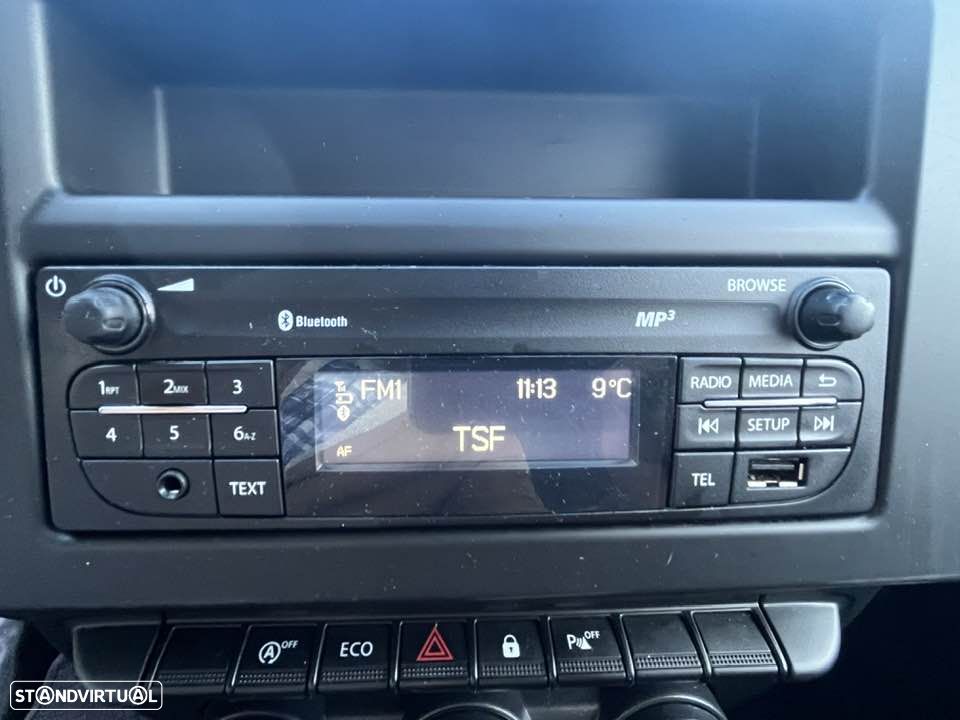 BROWSE
Bluetooth
MP3
1RPT 2MIX 3
FM1 11:13 9°C
RADIO MEDIA
4 5 6A-Z
TSF
AF
SETUP
TEXT
TEL
A OFF ECO P OFF
STANDVIRTUAL